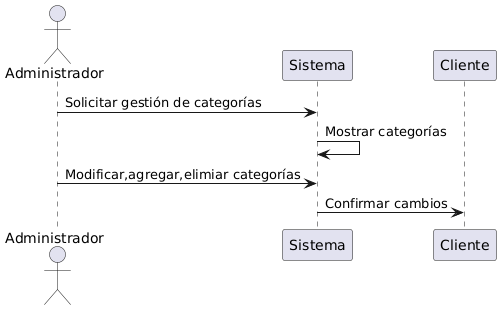 Administrador
Sistema
Cliente
Solicitar gestión de categorías
Mostrar categorías
Modificar,agregar,elimiar categorías
Confirmar cambios
Administrador
Sistema
Cliente